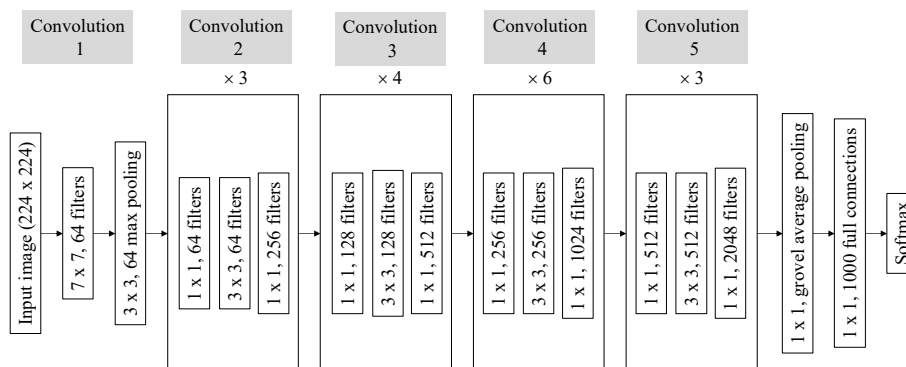 Convolution
1
Convolution
2
Convolution
3
Convolution
4
Convolution
5
× 3
× 4
× 6
× 3
Input image (224 x 224)
7 x 7, 64 filters
3 x 3, 64 max pooling
1 x 1, 64 filters
3 x 3, 64 filters
1 x 1, 256 filters
1 x 1, 128 filters
3 x 3, 128 filters
1 x 1, 512 filters
1 x 1, 256 filters
3 x 3, 256 filters
1 x 1, 1024 filters
1 x 1, 512 filters
3 x 3, 512 filters
1 x 1, 2048 filters
1 x 1, grovel average pooling
1 x 1, 1000 full connections
Softmax